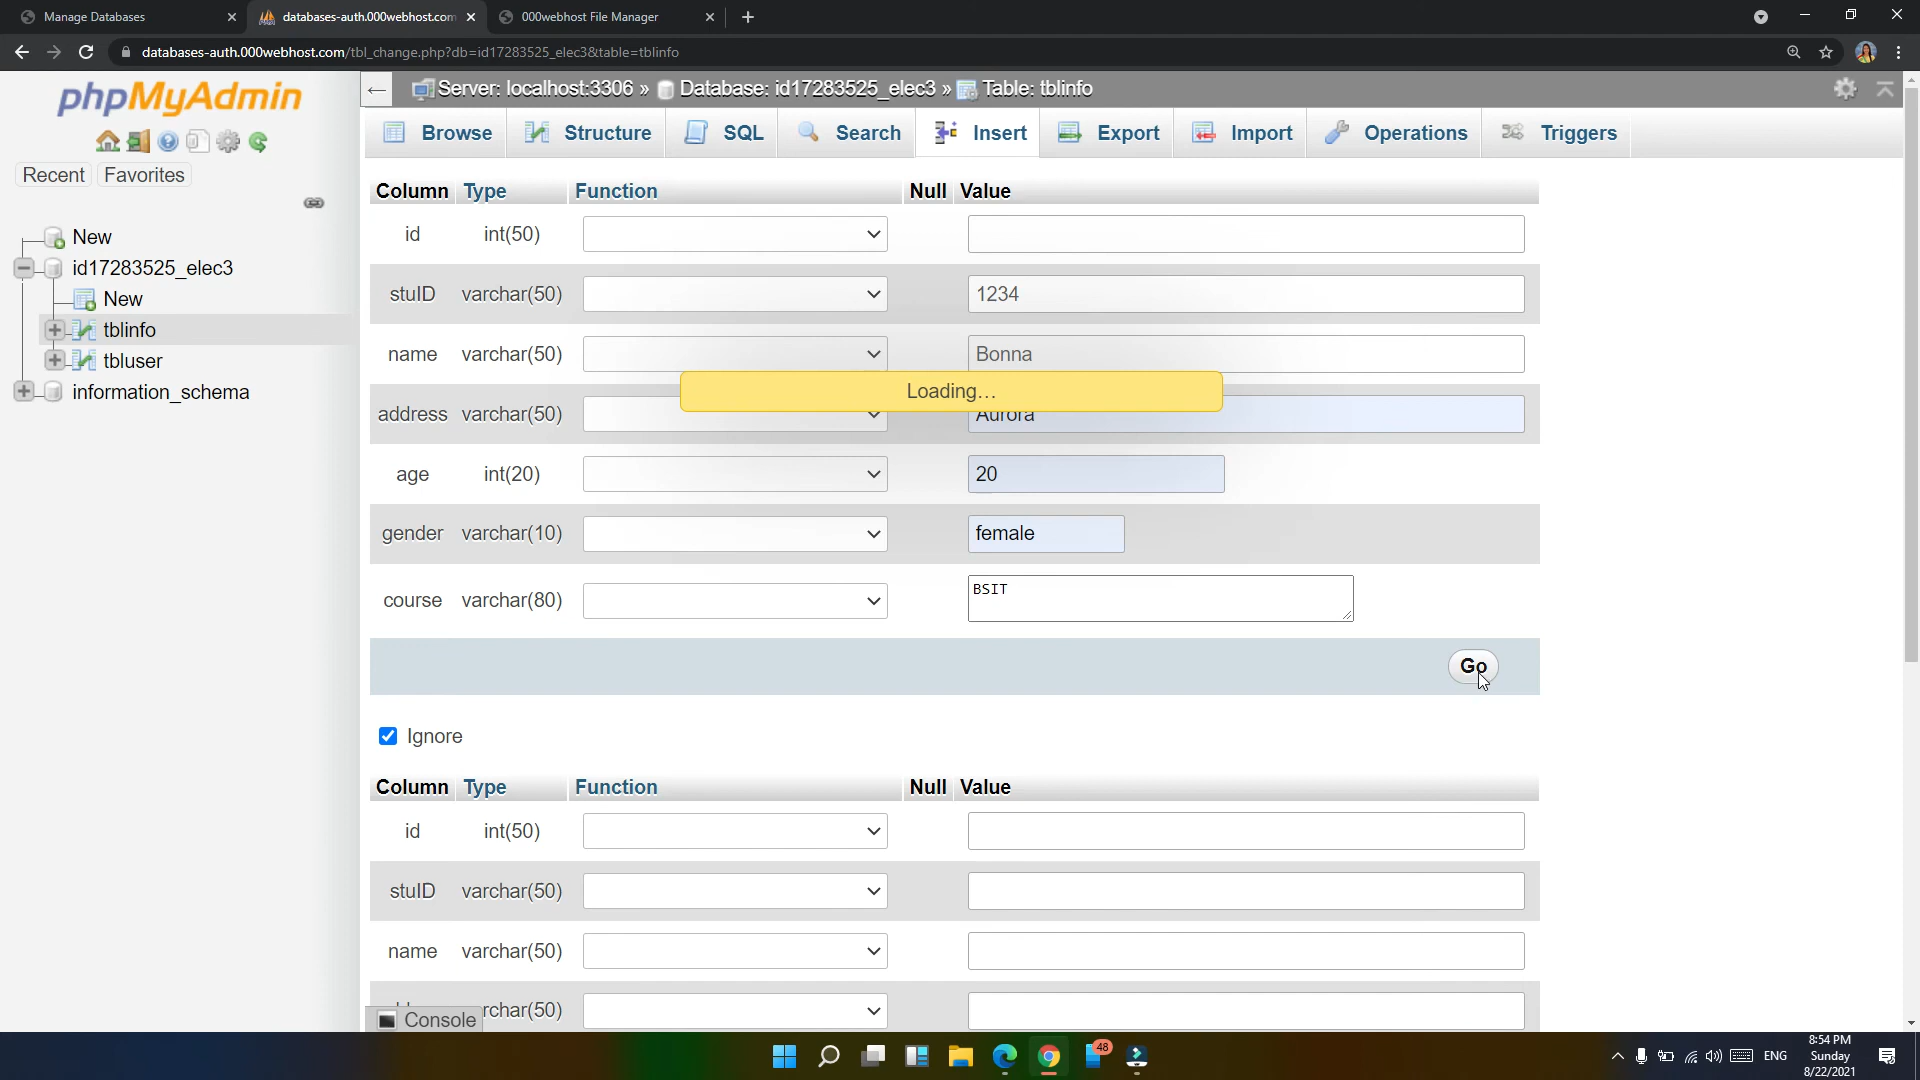 Manage Databases
databases-auth.000webhost.com
000webhost File Manager
databases-auth.000webhost.com/tbl_change.php?db=id17283525_elec3&table=tblinfo
phpMyAdmin
Recent Favorites
New
id17283525_elec3
New
tblinfo
tbluser
information_schema
Server: localhost:3306 » Database: id17283525_elec3 » Table: tblinfo
Browse Structure SQL Search Insert Export Import Operations Triggers
Column Type Function Null Value
id int(50)
stuID varchar(50) 1234
name varchar(50) Bonna
Loading...
address varchar(50) Aurora
age int(20) 20
gender varchar(10) female
course varchar(80) BSIT
Go
Ignore
Column Type Function Null Value
id int(50)
stuID varchar(50)
name varchar(50)
Console
48
ENG
8:54 PM
Sunday
8/22/2021